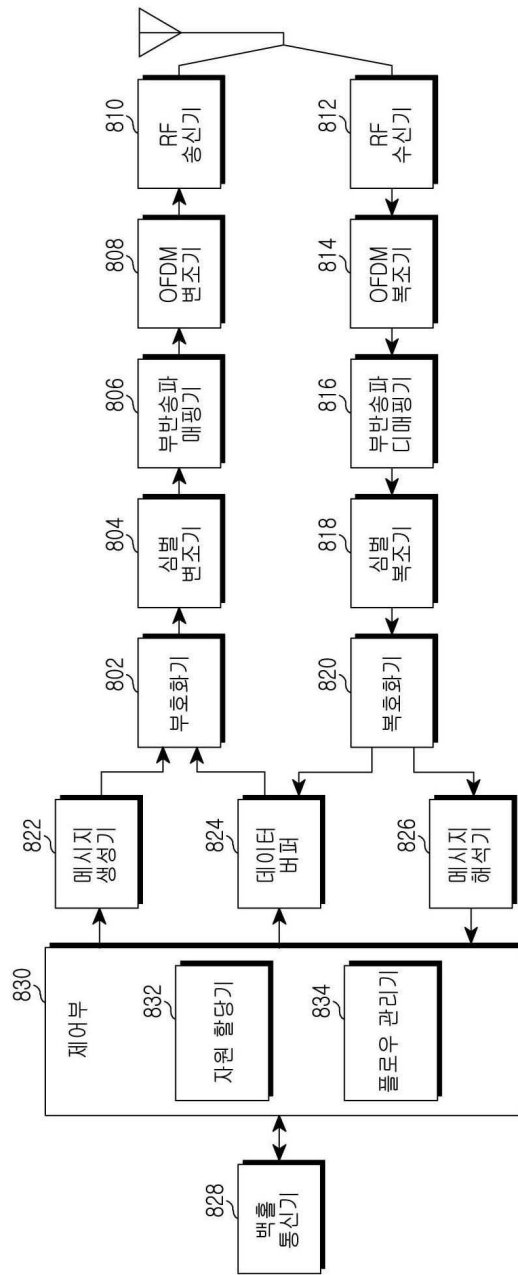 828
백홀
통신기
830
제어부
832
자원 할당기
834
플로우 관리기
822
메시지
생성기
824
데이터
버퍼
826
메시지
해석기
802
부호화기
804
심벌
변조기
806
부반송파
매핑기
808
OFDM
변조기
810
RF
송신기
820
복호화기
818
심벌
복조기
816
부반송파
디매핑기
814
OFDM
복조기
812
RF
수신기